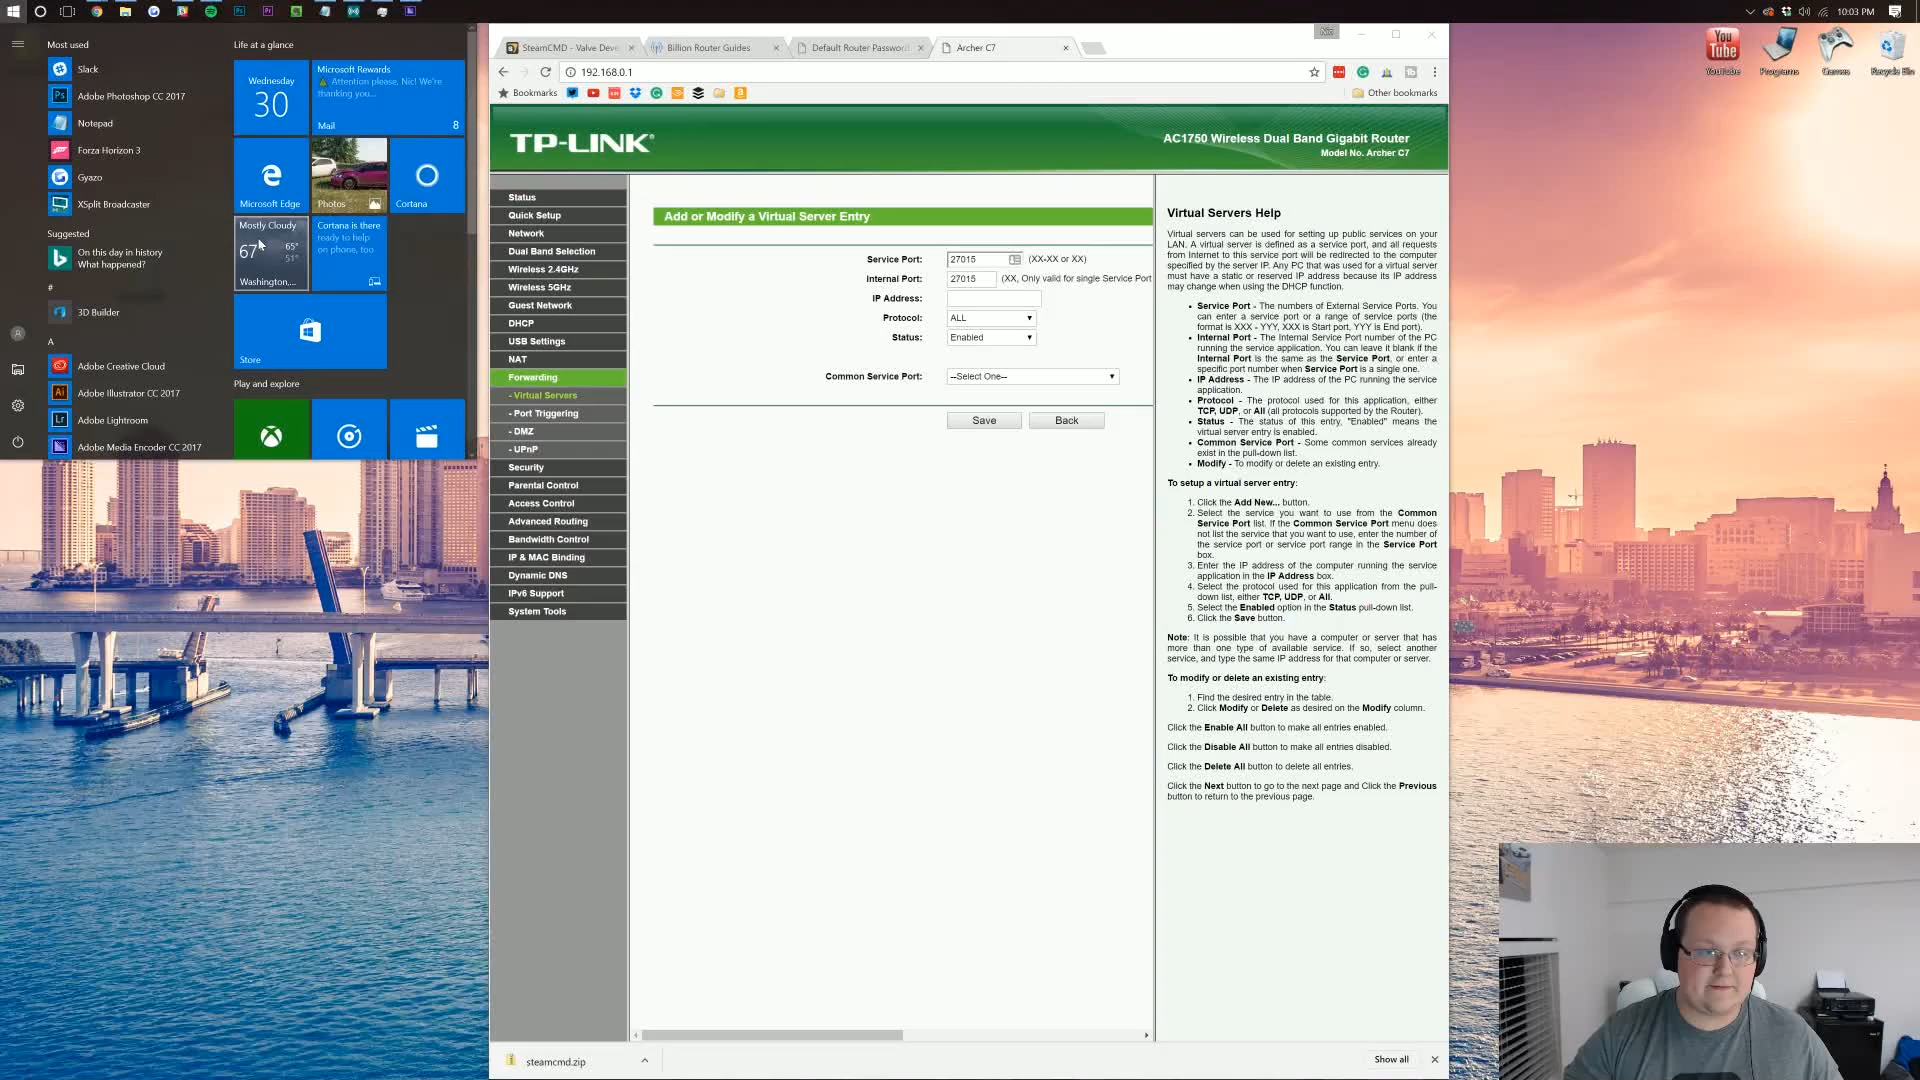 10:03 PM
Most used
Slack
Adobe Photoshop CC 2017
Notepad
Forza Horizon 3
Gyazo
XSplit Broadcaster
Suggested
On this day in history
What happened?
#
3D Builder
A
Adobe Creative Cloud
Adobe Illustrator CC 2017
Adobe Lightroom
Adobe Media Encoder CC 2017
Life at a glance
Wednesday
30
Microsoft Rewards
Attention please, Nic! We're
thanking you...
Mail 8
Microsoft Edge
Photos
Cortana
Mostly Cloudy
67°
65°
51°
Washington,...
Cortana is there
ready to help
on phone, too
Store
Play and explore
SteamCMD - Valve Deve
Billion Router Guides
Default Router Password
Archer C7
Nic
192.168.0.1
Bookmarks
Other bookmarks
TP-LINK
AC1750 Wireless Dual Band Gigabit Router
Model No. Archer C7
Status
Quick Setup
Network
Dual Band Selection
Wireless 2.4GHz
Wireless 5GHz
Guest Network
DHCP
USB Settings
NAT
Forwarding
- Virtual Servers
- Port Triggering
- DMZ
- UPnP
Security
Parental Control
Access Control
Advanced Routing
Bandwidth Control
IP & MAC Binding
Dynamic DNS
IPv6 Support
System Tools
Add or Modify a Virtual Server Entry
Service Port: 27015 (XX-XX or XX)
Internal Port: 27015 (XX, Only valid for single Service Port
IP Address:
Protocol: ALL
Status: Enabled
Common Service Port: --Select One--
Save Back
Virtual Servers Help
Virtual servers can be used for setting up public services on your
LAN. A virtual server is defined as a service port, and all requests
from Internet to this service port will be redirected to the computer
specified by the server IP. Any PC that was used for a virtual server
must have a static or reserved IP address because its IP address
may change when using the DHCP function.
• Service Port - The numbers of External Service Ports. You
can enter a service port or a range of service ports (the
format is XXX - YYY, XXX is Start port, YYY is End port).
• Internal Port - The Internal Service Port number of the PC
running the service application. You can leave it blank if the
Internal Port is the same as the Service Port, or enter a
specific port number when Service Port is a single one.
• IP Address - The IP address of the PC running the service
application.
• Protocol - The protocol used for this application, either
TCP, UDP, or All (all protocols supported by the Router).
• Status - The status of this entry, "Enabled" means the
virtual server entry is enabled.
• Common Service Port - Some common services already
exist in the pull-down list.
• Modify - To modify or delete an existing entry.
To setup a virtual server entry:
1. Click the Add New... button.
2. Select the service you want to use from the Common
Service Port list. If the Common Service Port menu does
not list the service that you want to use, enter the number of
the service port or service port range in the Service Port
box.
3. Enter the IP address of the computer running the service
application in the IP Address box.
4. Select the protocol used for this application from the pull-
down list, either TCP, UDP, or All.
5. Select the Enabled option in the Status pull-down list.
6. Click the Save button.
Note: It is possible that you have a computer or server that has
more than one type of available service. If so, select another
service, and type the same IP address for that computer or server.
To modify or delete an existing entry:
1. Find the desired entry in the table.
2. Click Modify or Delete as desired on the Modify column.
Click the Enable All button to make all entries enabled.
Click the Disable All button to make all entries disabled.
Click the Delete All button to delete all entries.
Click the Next button to go to the next page and Click the Previous
button to return to the previous page.
steamcmd.zip
Show all
You
Tube
YouTube
Programs
Games
Recycle Bin